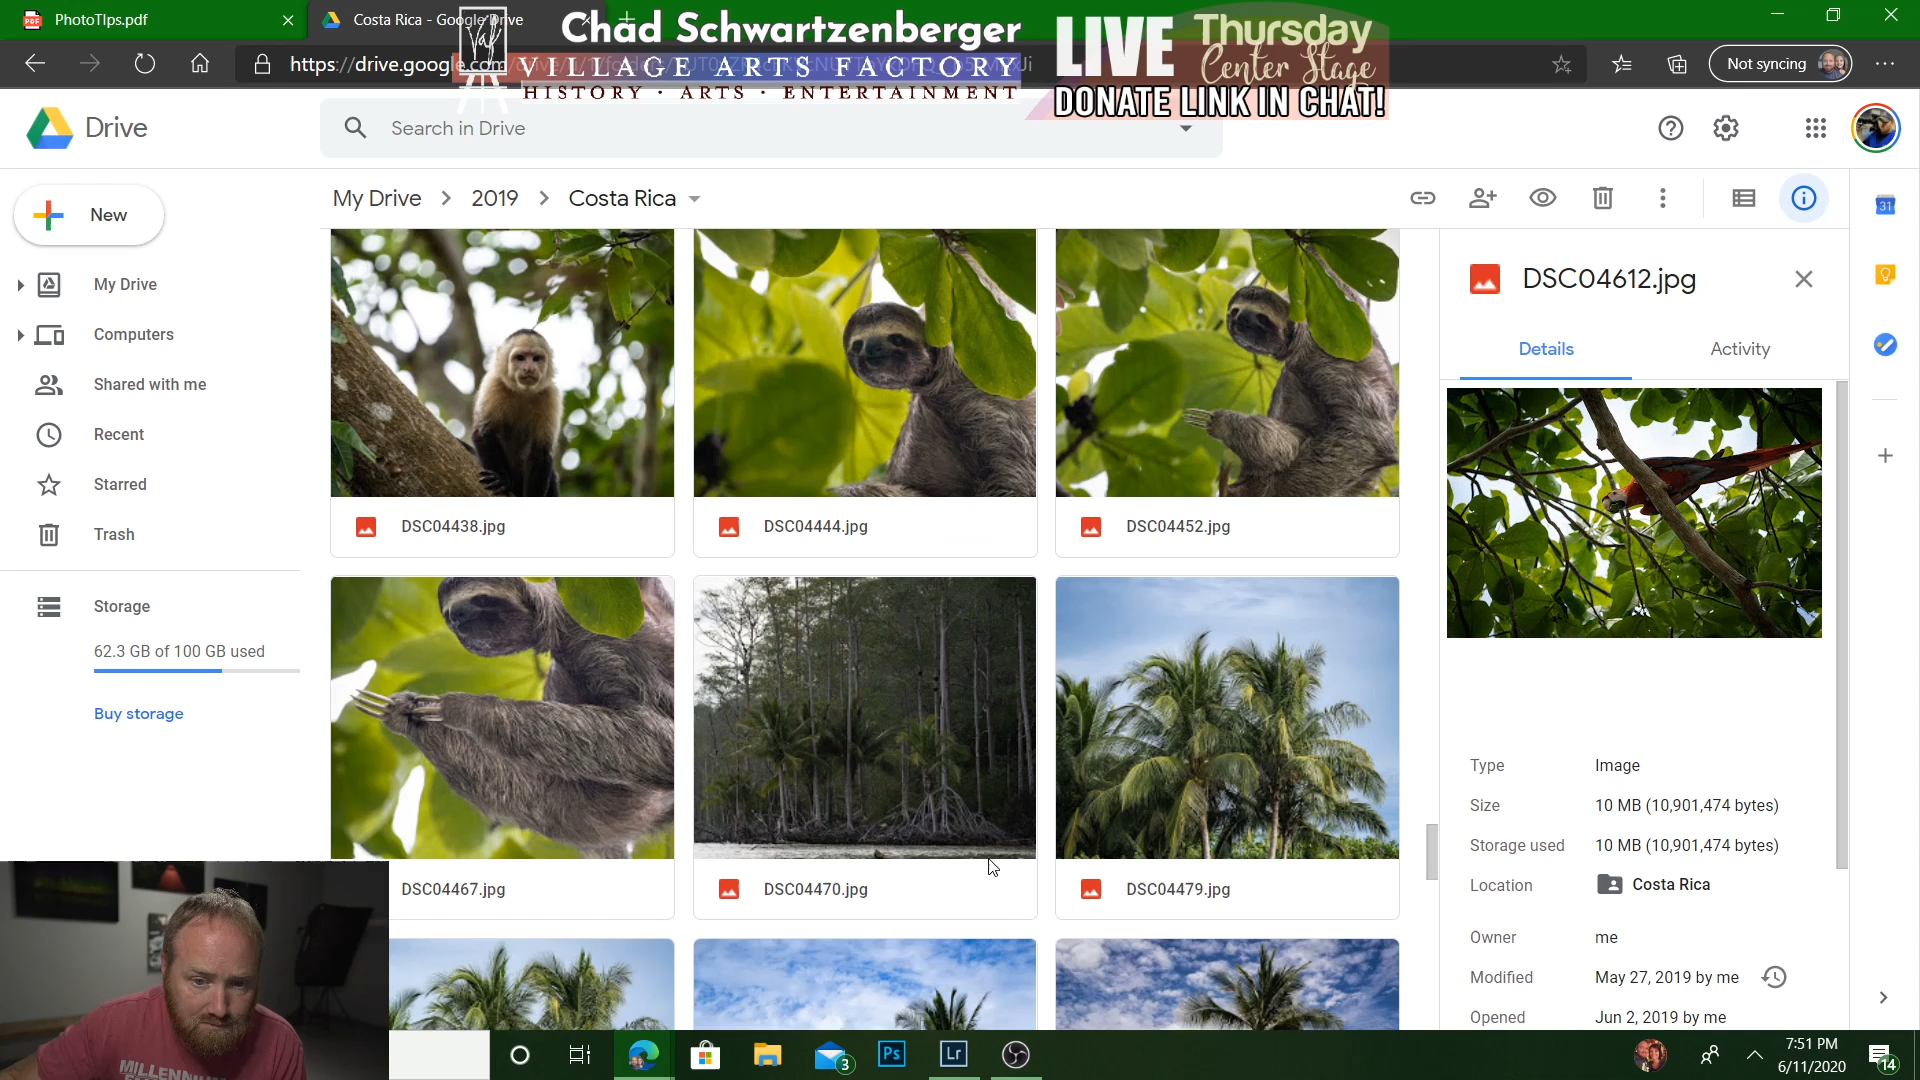 PhotoTIps.pdf
Costa Rica - Google Drive
Chad Schwartzenberger
VILLAGE ARTS FACTORY
HISTORY · ARTS · ENTERTAINMENT
LIVE Thursday
Center Stage
DONATE LINK IN CHAT!
https://drive.google.com
Not syncing
Drive
Search in Drive
New
My Drive > 2019 > Costa Rica
31
My Drive
Computers
Shared with me
Recent
Starred
Trash
Storage
62.3 GB of 100 GB used
Buy storage
DSC04438.jpg
DSC04444.jpg
DSC04452.jpg
DSC04467.jpg
DSC04470.jpg
DSC04479.jpg
DSC04612.jpg
Details
Activity
Type Image
Size 10 MB (10,901,474 bytes)
Storage used 10 MB (10,901,474 bytes)
Location Costa Rica
Owner me
Modified May 27, 2019 by me
Opened Jun 2, 2019 by me
3
Ps
Lr
7:51 PM
6/11/2020
14